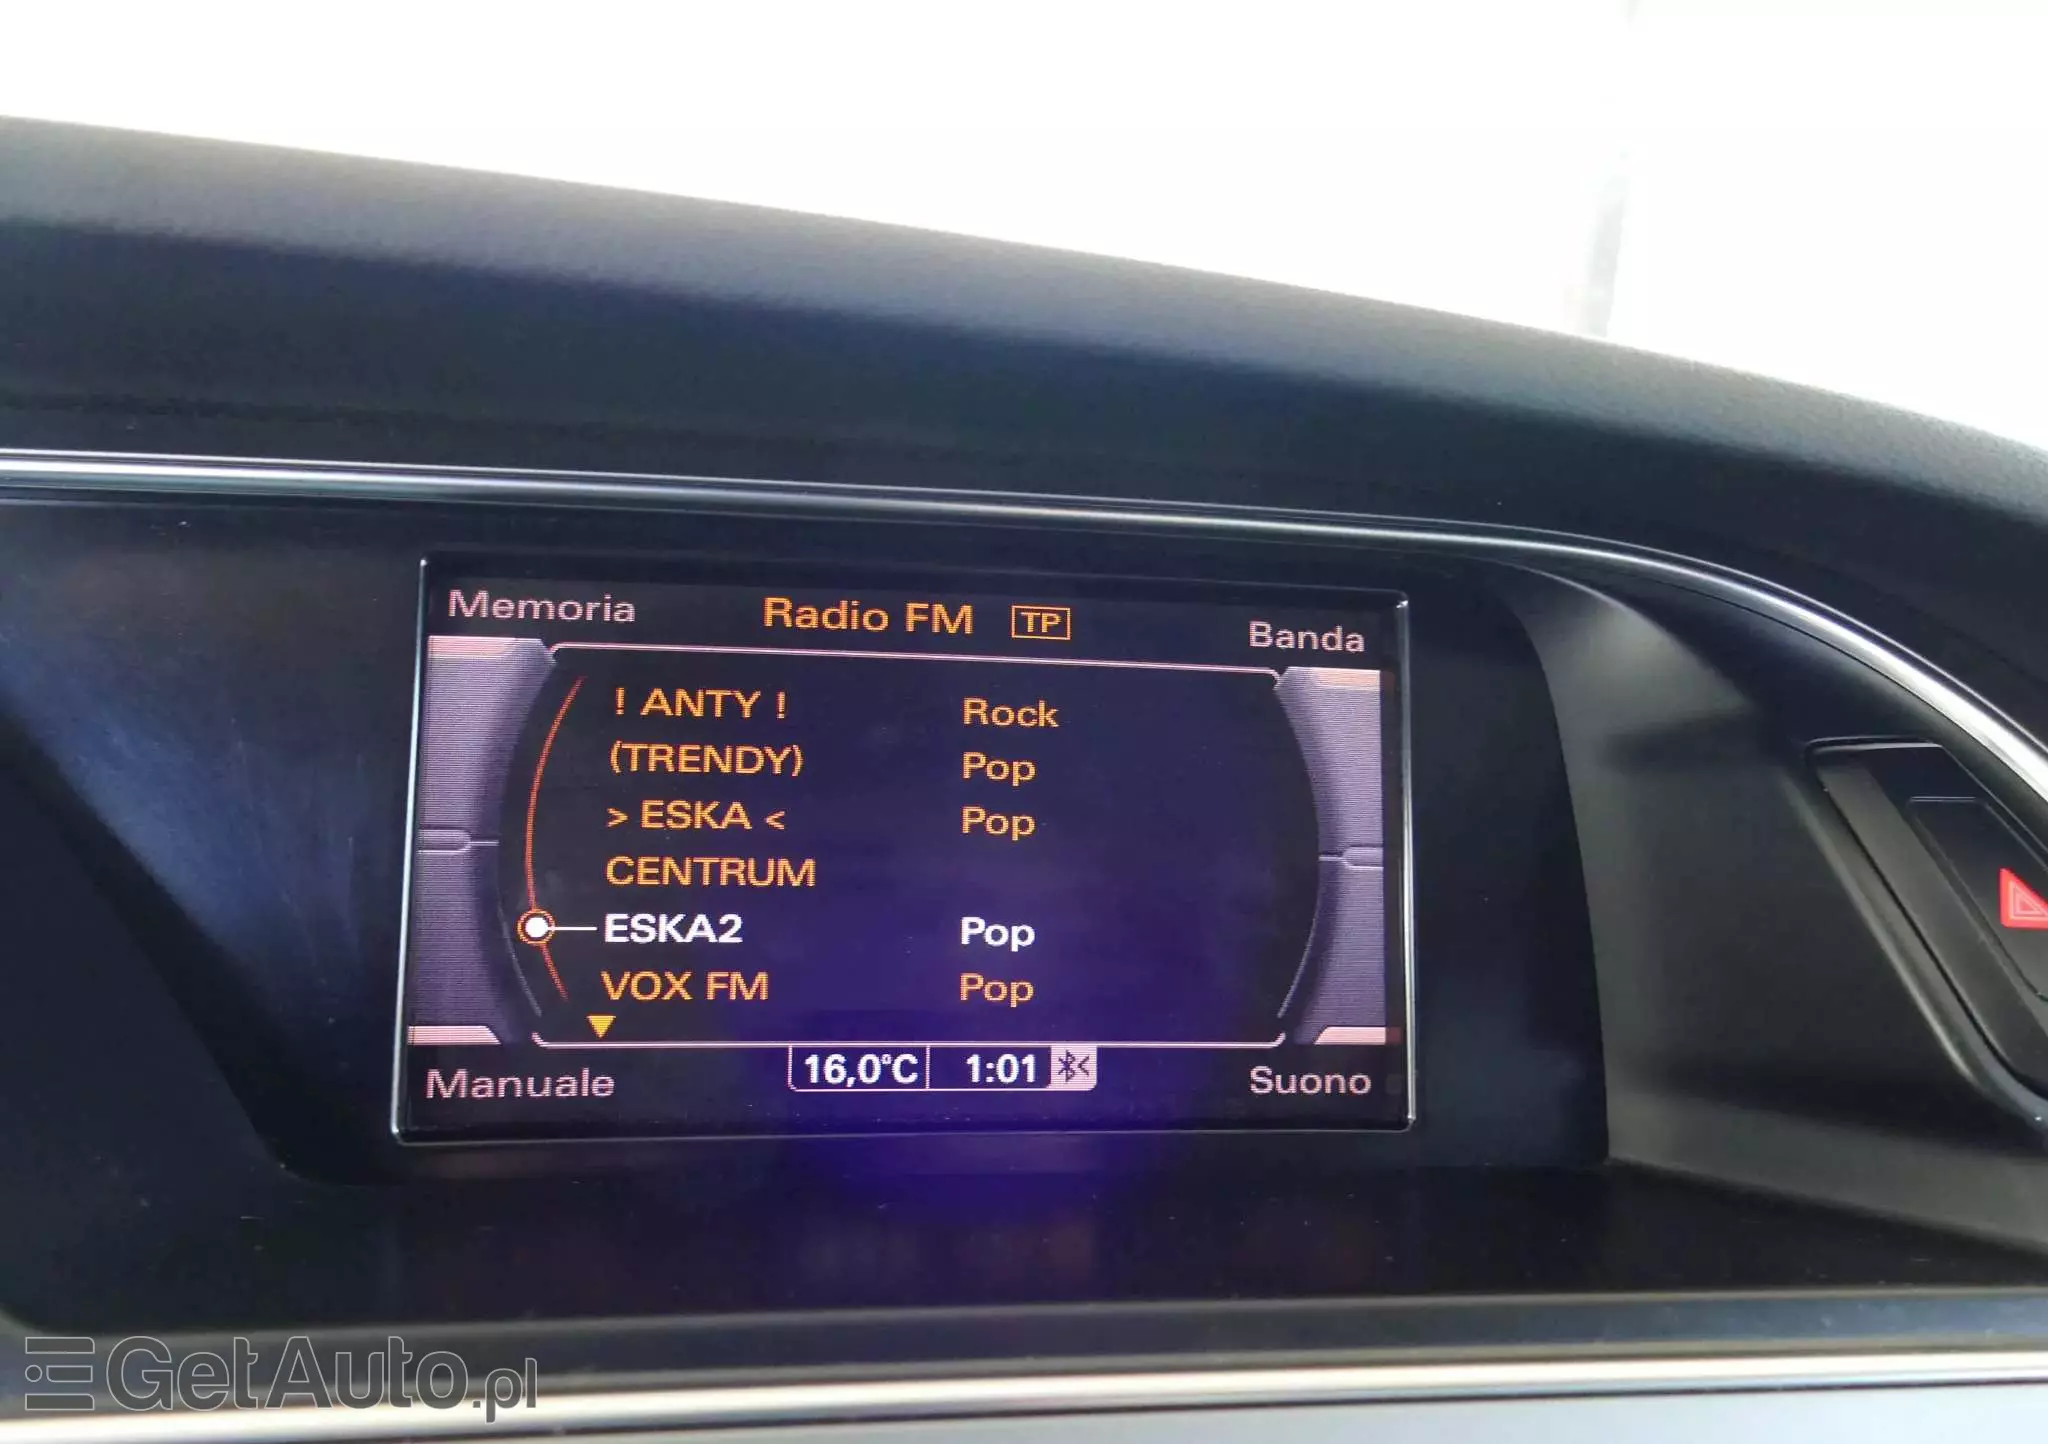 Memoria Radio FM TP Banda
! ANTY ! Rock
(TRENDY) Pop
> ESKA < Pop
CENTRUM
ESKA2 Pop
VOX FM Pop
Manuale 16,0°C 1:01 Suono
GetAuto.pl